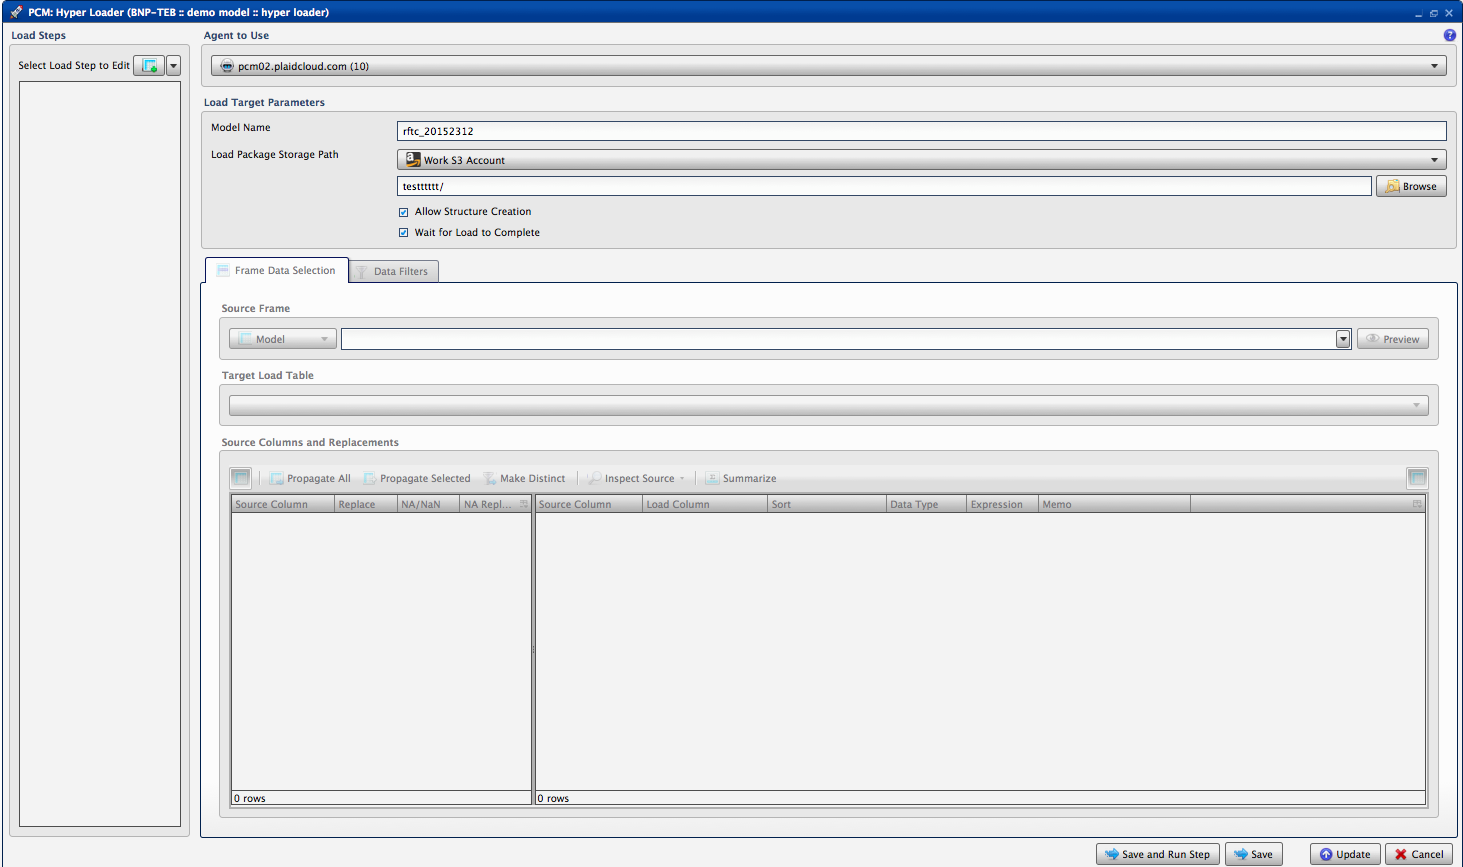 PCM: Hyper Loader (BNP-TEB :: demo model :: hyper loader)
Load Steps
Select Load Step to Edit
Agent to Use
pcm02.plaidcloud.com (10)
Load Target Parameters
Model Name
rftc_20152312
Load Package Storage Path
Work S3 Account
testttttt/
Browse
Allow Structure Creation
Wait for Load to Complete
Frame Data Selection
Data Filters
Source Frame
Model
Preview
Target Load Table
Source Columns and Replacements
Propagate All
Propagate Selected
Make Distinct
Inspect Source
Summarize
Source Column
Replace
NA/NaN
NA Repl...
Source Column
Load Column
Sort
Data Type
Expression
Memo
0 rows
0 rows
Save and Run Step
Save
Update
Cancel